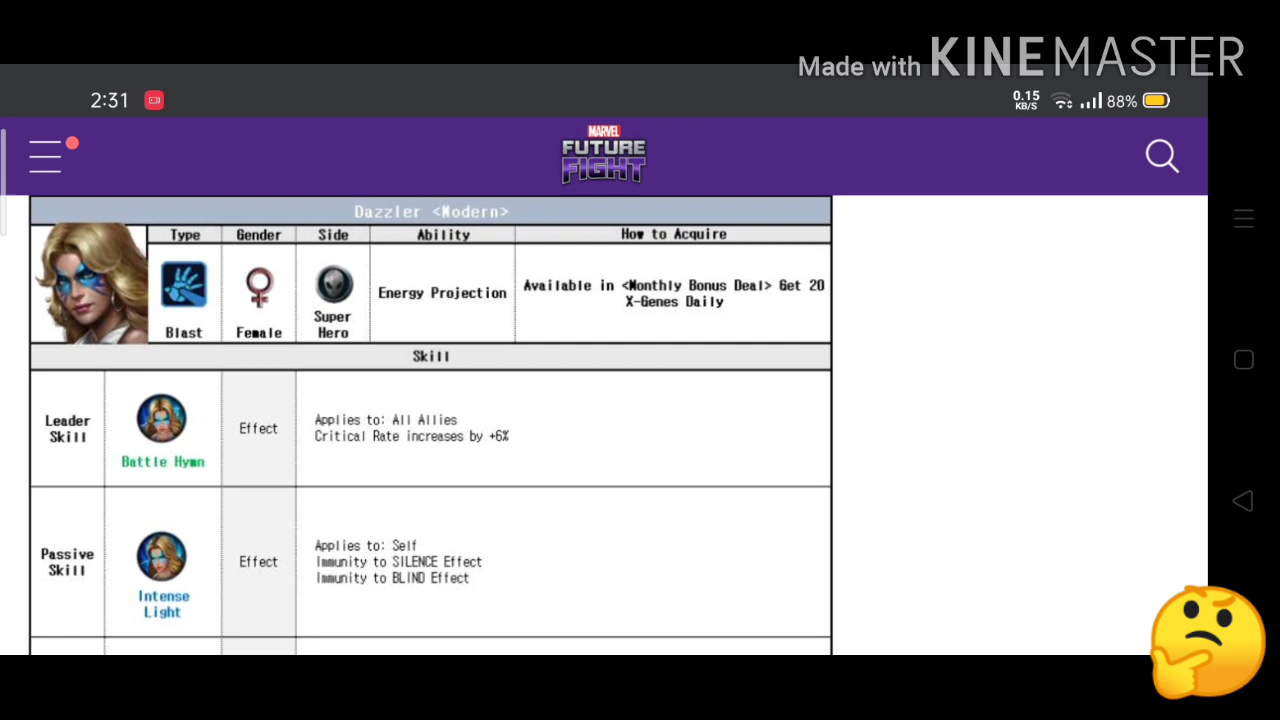 Made with KINEMASTER
2:31
0.15
KB/S
88%
MARVEL
FUTURE
FIGHT
Dazzler <Modern>
Type
Gender
Side
Ability
How to Acquire
Blast
Female
Super
Hero
Energy Projection
Available in <Monthly Bonus Deal> Get 20
X-Genes Daily
Skill
Leader
Skill
Battle Hymn
Effect
Applies to: All Allies
Critical Rate increases by +6%
Passive
Skill
Intense
Light
Effect
Applies to: Self
Immunity to SILENCE Effect
Immunity to BLIND Effect